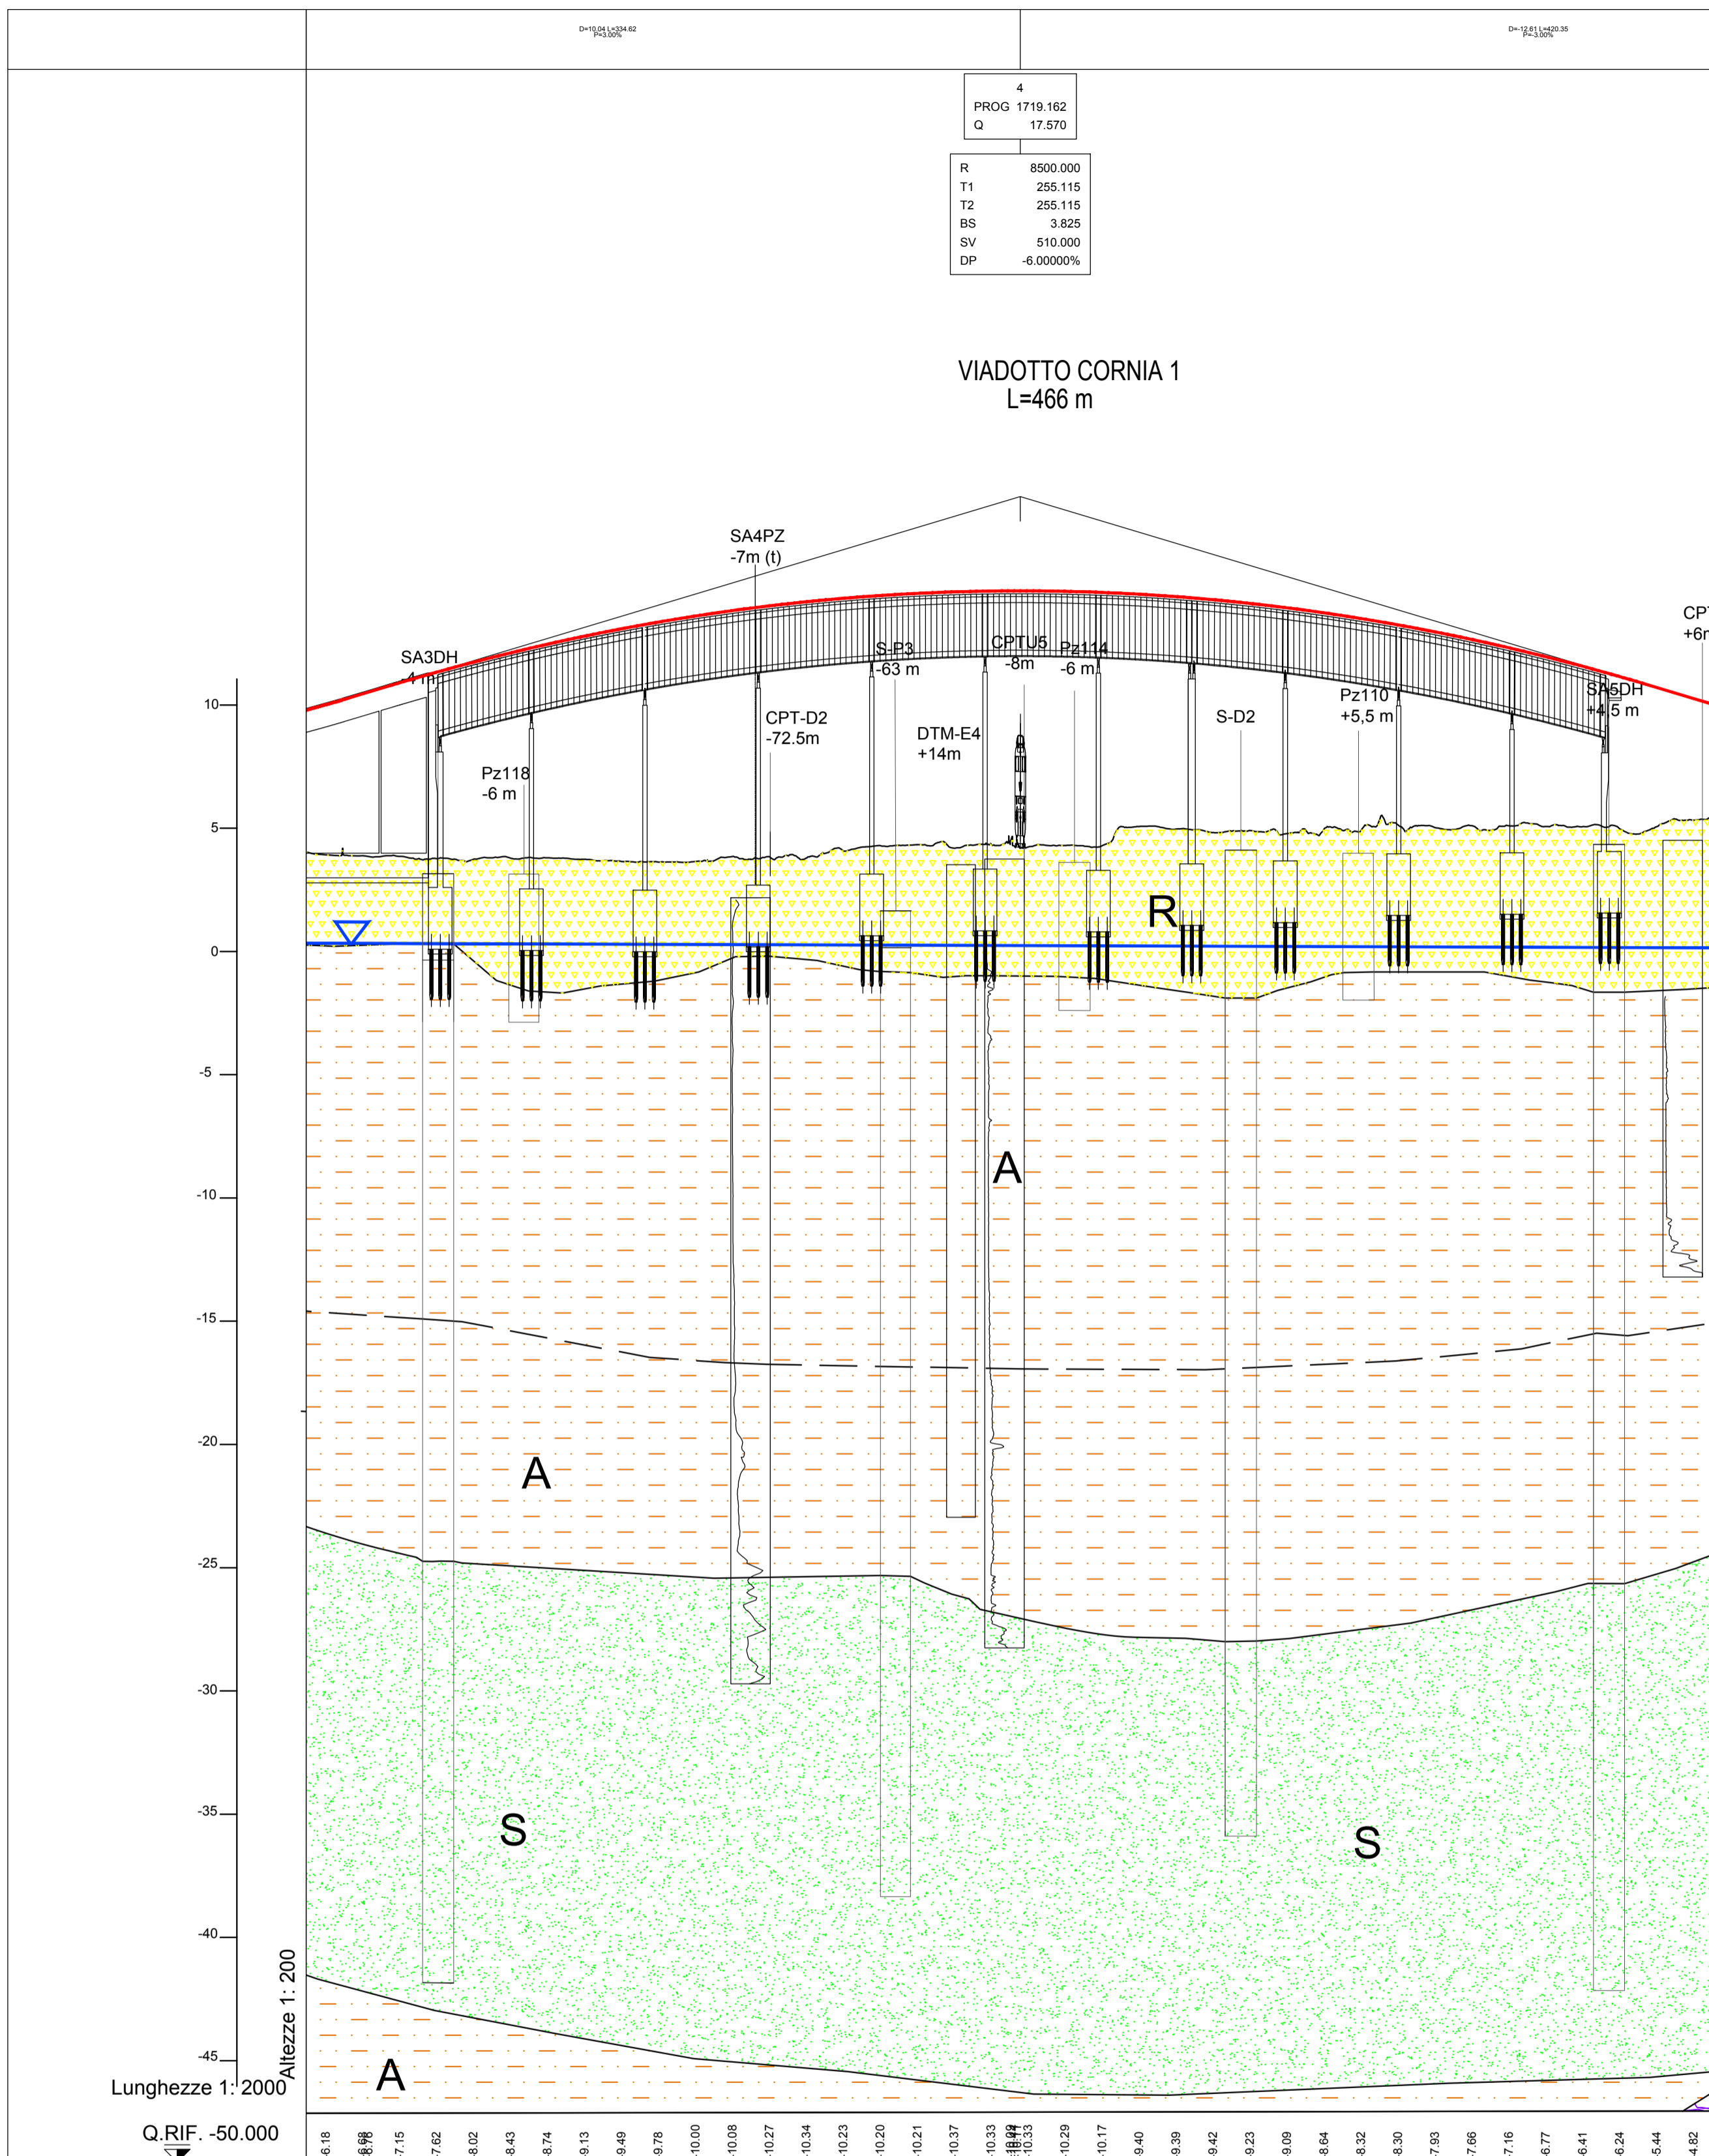 D=10.04 L=334.62
P=3.00%
D=-12.61 L=420.35
P=-3.00%
4
PROG 1719.162
Q 17.570
R 8500.000
T1 255.115
T2 255.115
BS 3.825
SV 510.000
DP -6.00000%
VIADOTTO CORNIA 1
L=466 m
SA4PZ
-7m (t)
SA3DH
-4 m
S-P3
-63 m
CPTU5
-8m
Pz114
-6 m
CPT
+6m
Pz118
-6 m
CPT-D2
-72.5m
DTM-E4
+14m
S-D2
Pz110
+5,5 m
SA5DH
+4,5 m
10
5
0
-5
-10
-15
-20
-25
-30
-35
-40
-45
R
A
A
S
S
A
Altezze 1: 200
Lunghezze 1: 2000
Q.RIF. -50.000
6.18
7.15
7.62
8.02
8.43
8.74
9.13
9.49
9.78
10.00
10.08
10.27
10.34
10.23
10.20
10.21
10.37
10.33
10.33
10.29
10.17
9.40
9.39
9.42
9.23
9.09
8.64
8.32
8.30
7.93
7.66
7.16
6.77
6.41
6.24
5.44
4.82